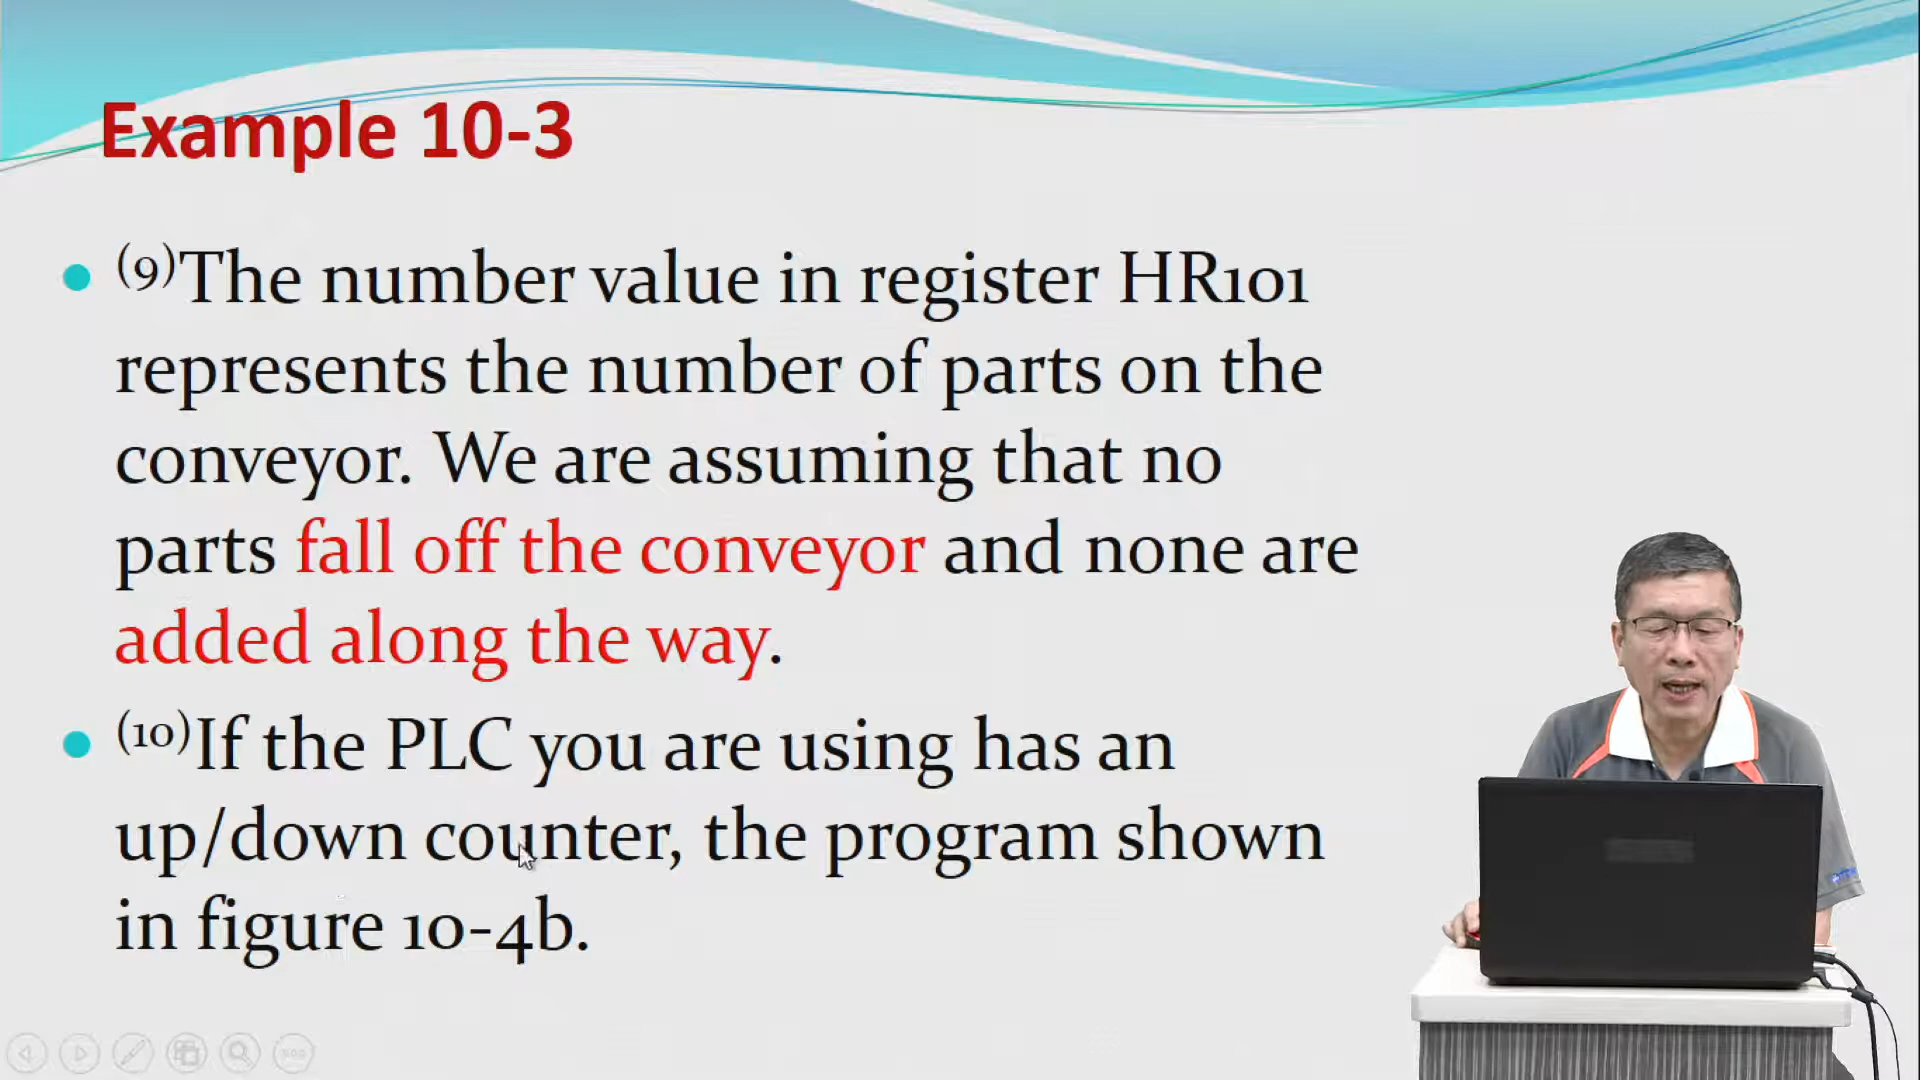 Example 10-3
(9)The number value in register HR101
represents the number of parts on the
conveyor. We are assuming that no
parts fall off the conveyor and none are
added along the way.
(10)If the PLC you are using has an
up/down counter, the program shown
in figure 10-4b.